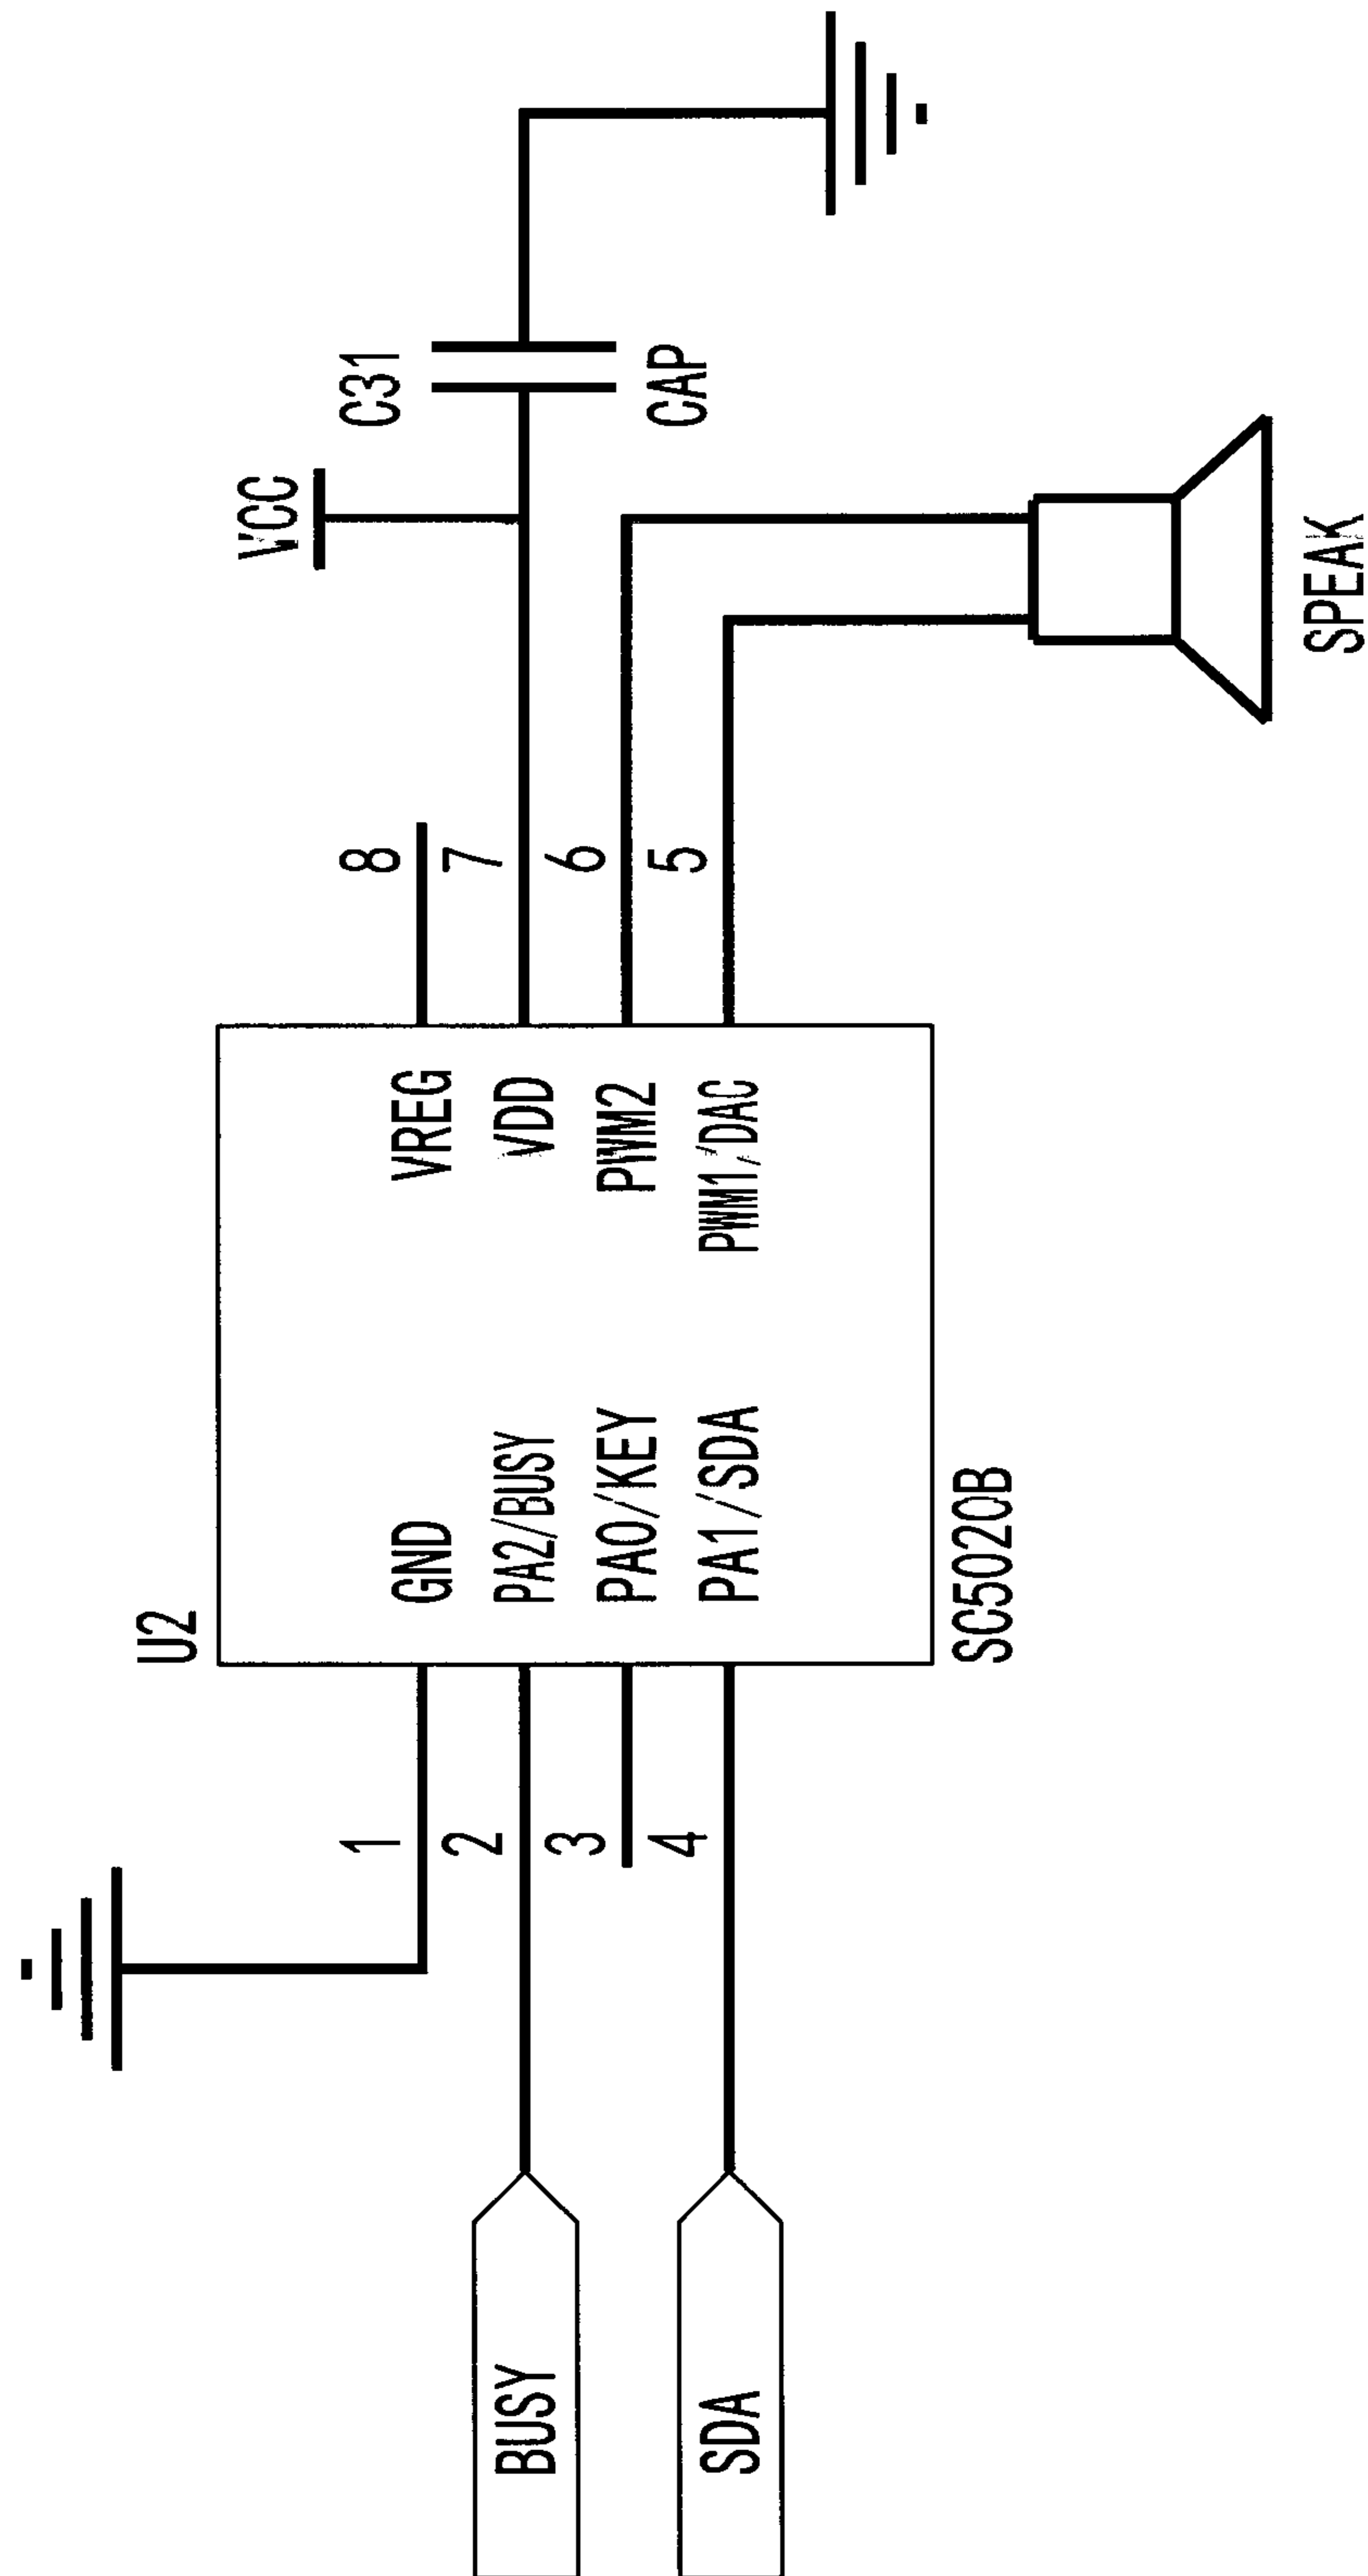 U2
1
GND
VREG
8
VCC
C31
2
PA2/BUSY
VDD
7
BUSY
3
PA0/KEY
PWM2
6
CAP
4
PA1/SDA
PWM1/DAC
5
SDA
SC5020B
SPEAK